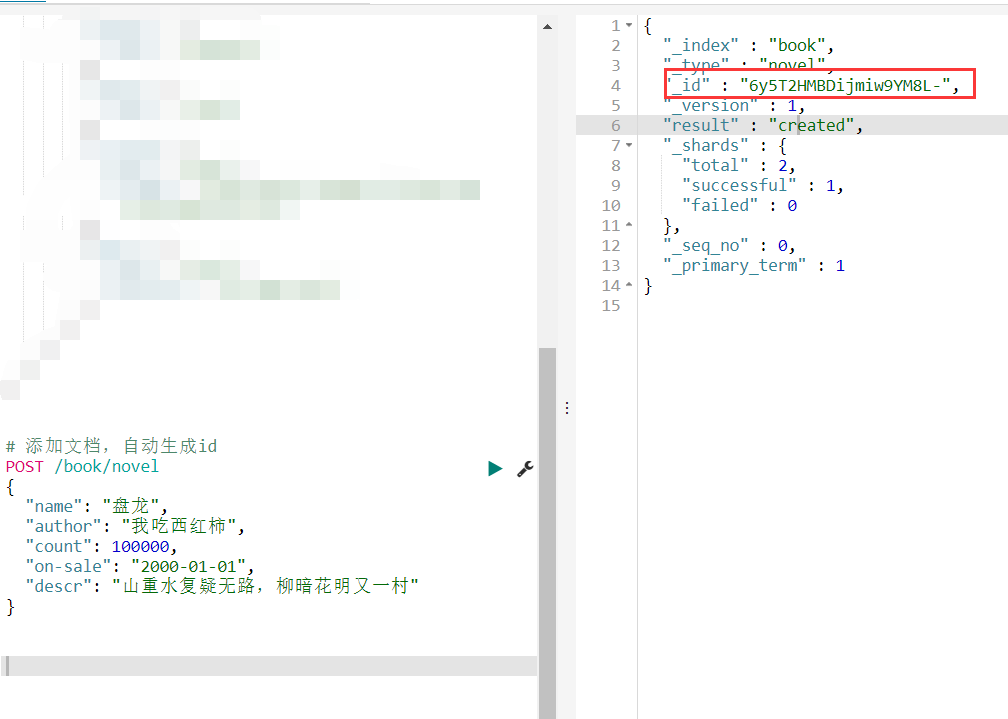 # 添加文档，自动生成id
POST /book/novel
{
  "name": "盘龙",
  "author": "我吃西红柿",
  "count": 100000,
  "on-sale": "2000-01-01",
  "descr": "山重水复疑无路，柳暗花明又一村"
}
1 {
2   "_index" : "book",
3   "_type" : "novel",
4   "_id" : "6y5T2HMBDijmiw9YM8L-",
5   "_version" : 1,
6   "result" : "created",
7   "_shards" : {
8     "total" : 2,
9     "successful" : 1,
10     "failed" : 0
11   },
12   "_seq_no" : 0,
13   "_primary_term" : 1
14 }
15